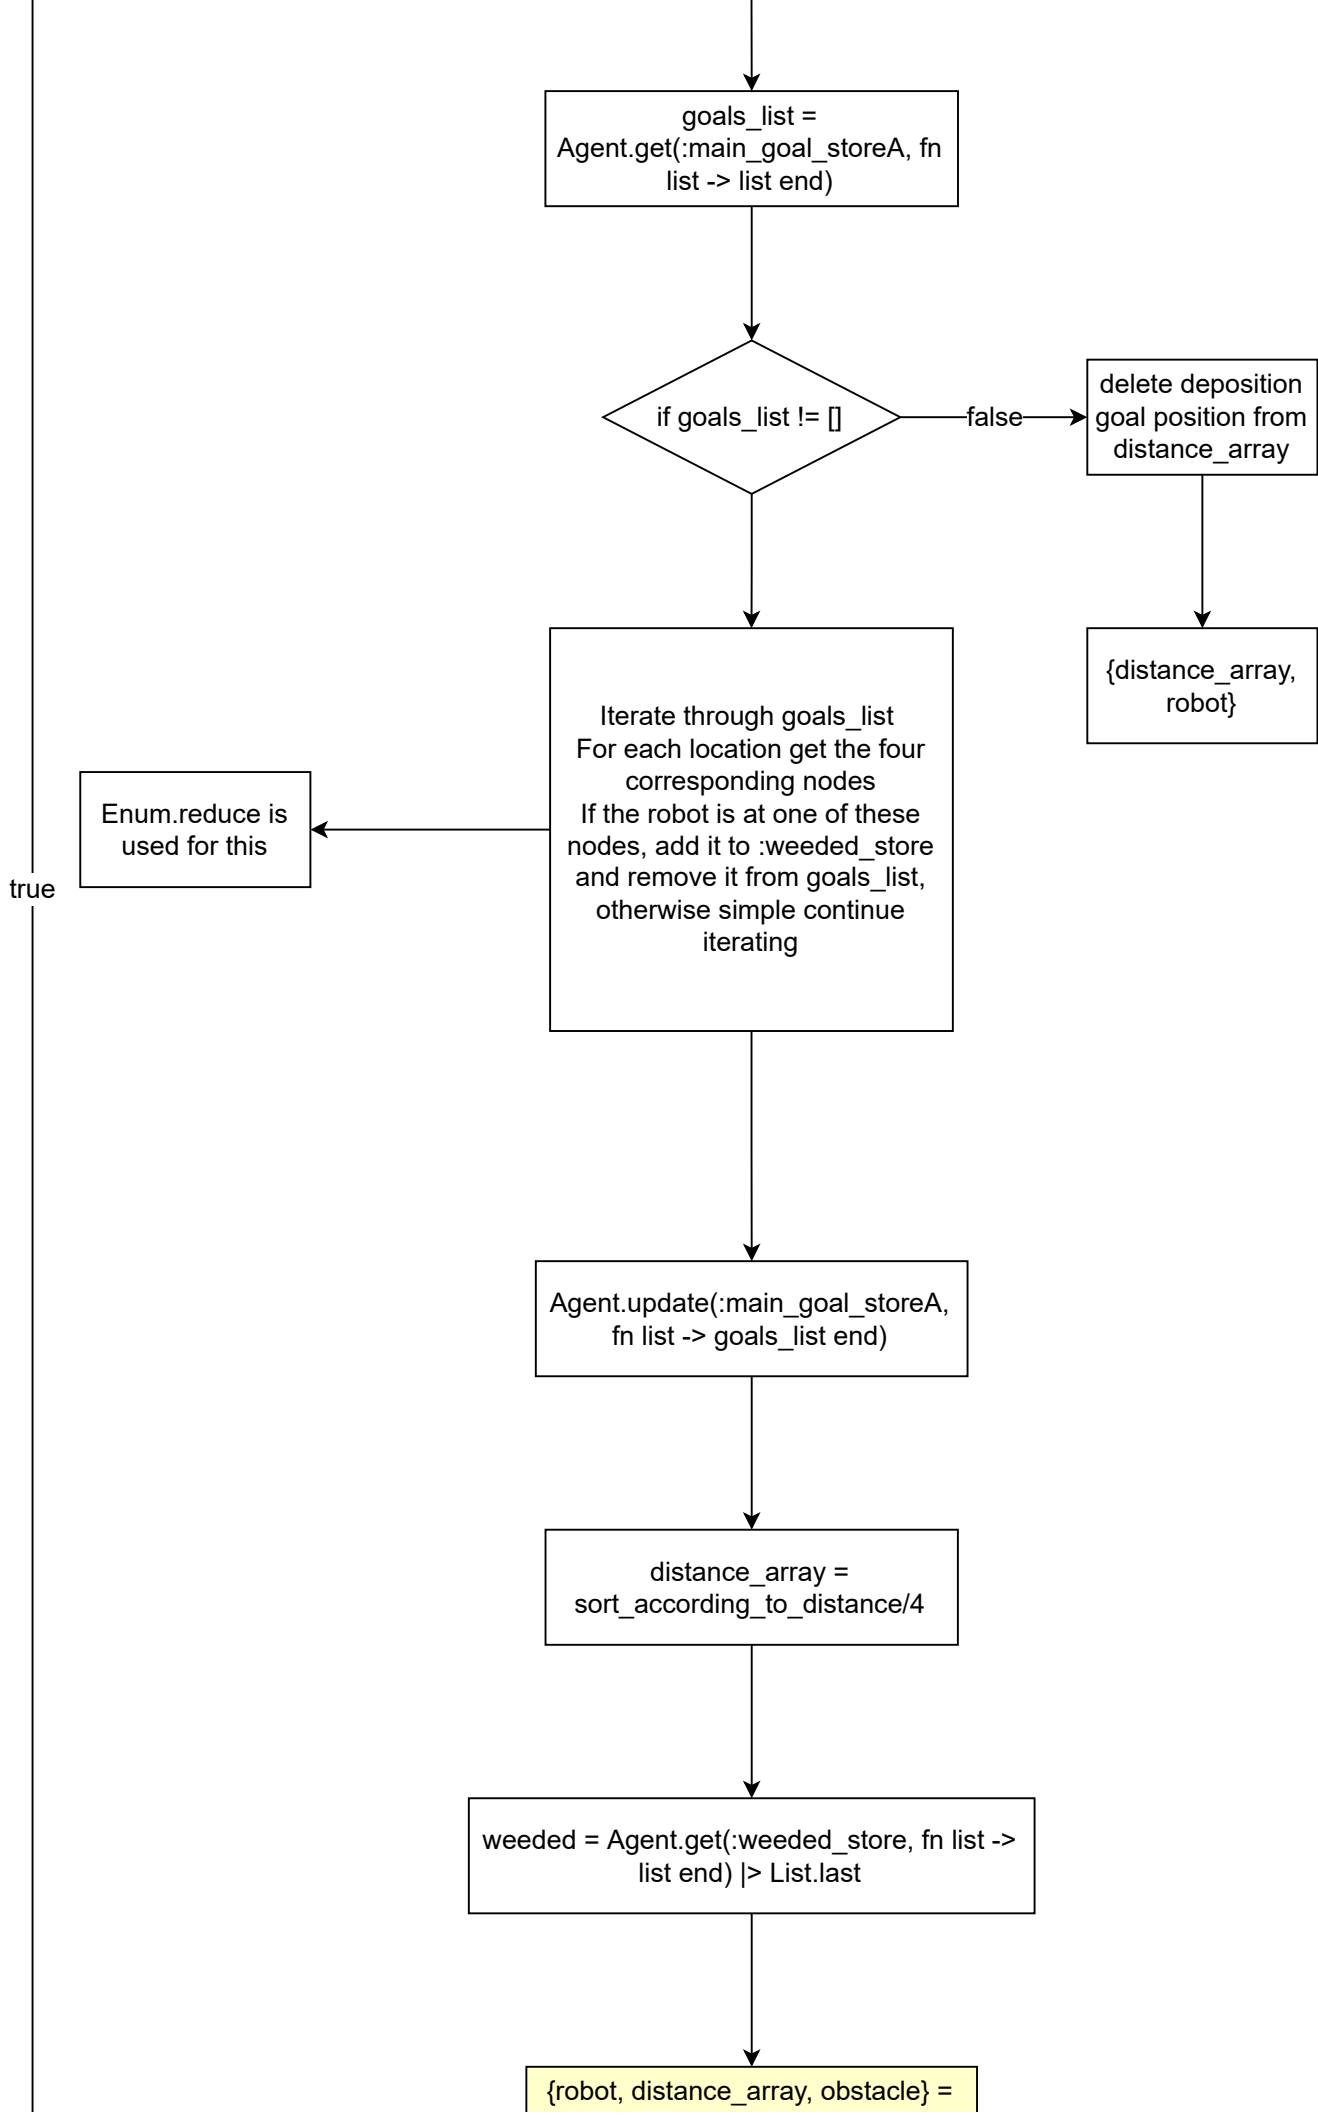 goals_list =
Agent.get(:main_goal_storeA, fn
list -> list end)
if goals_list != []
false
delete deposition
goal position from
distance_array
{distance_array,
robot}
Iterate through goals_list
For each location get the four
corresponding nodes
If the robot is at one of these
nodes, add it to :weeded_store
and remove it from goals_list,
otherwise simple continue
iterating
Enum.reduce is
used for this
true
Agent.update(:main_goal_storeA,
fn list -> goals_list end)
distance_array =
sort_according_to_distance/4
weeded = Agent.get(:weeded_store, fn list ->
list end) |> List.last
{robot, distance_array, obstacle} =